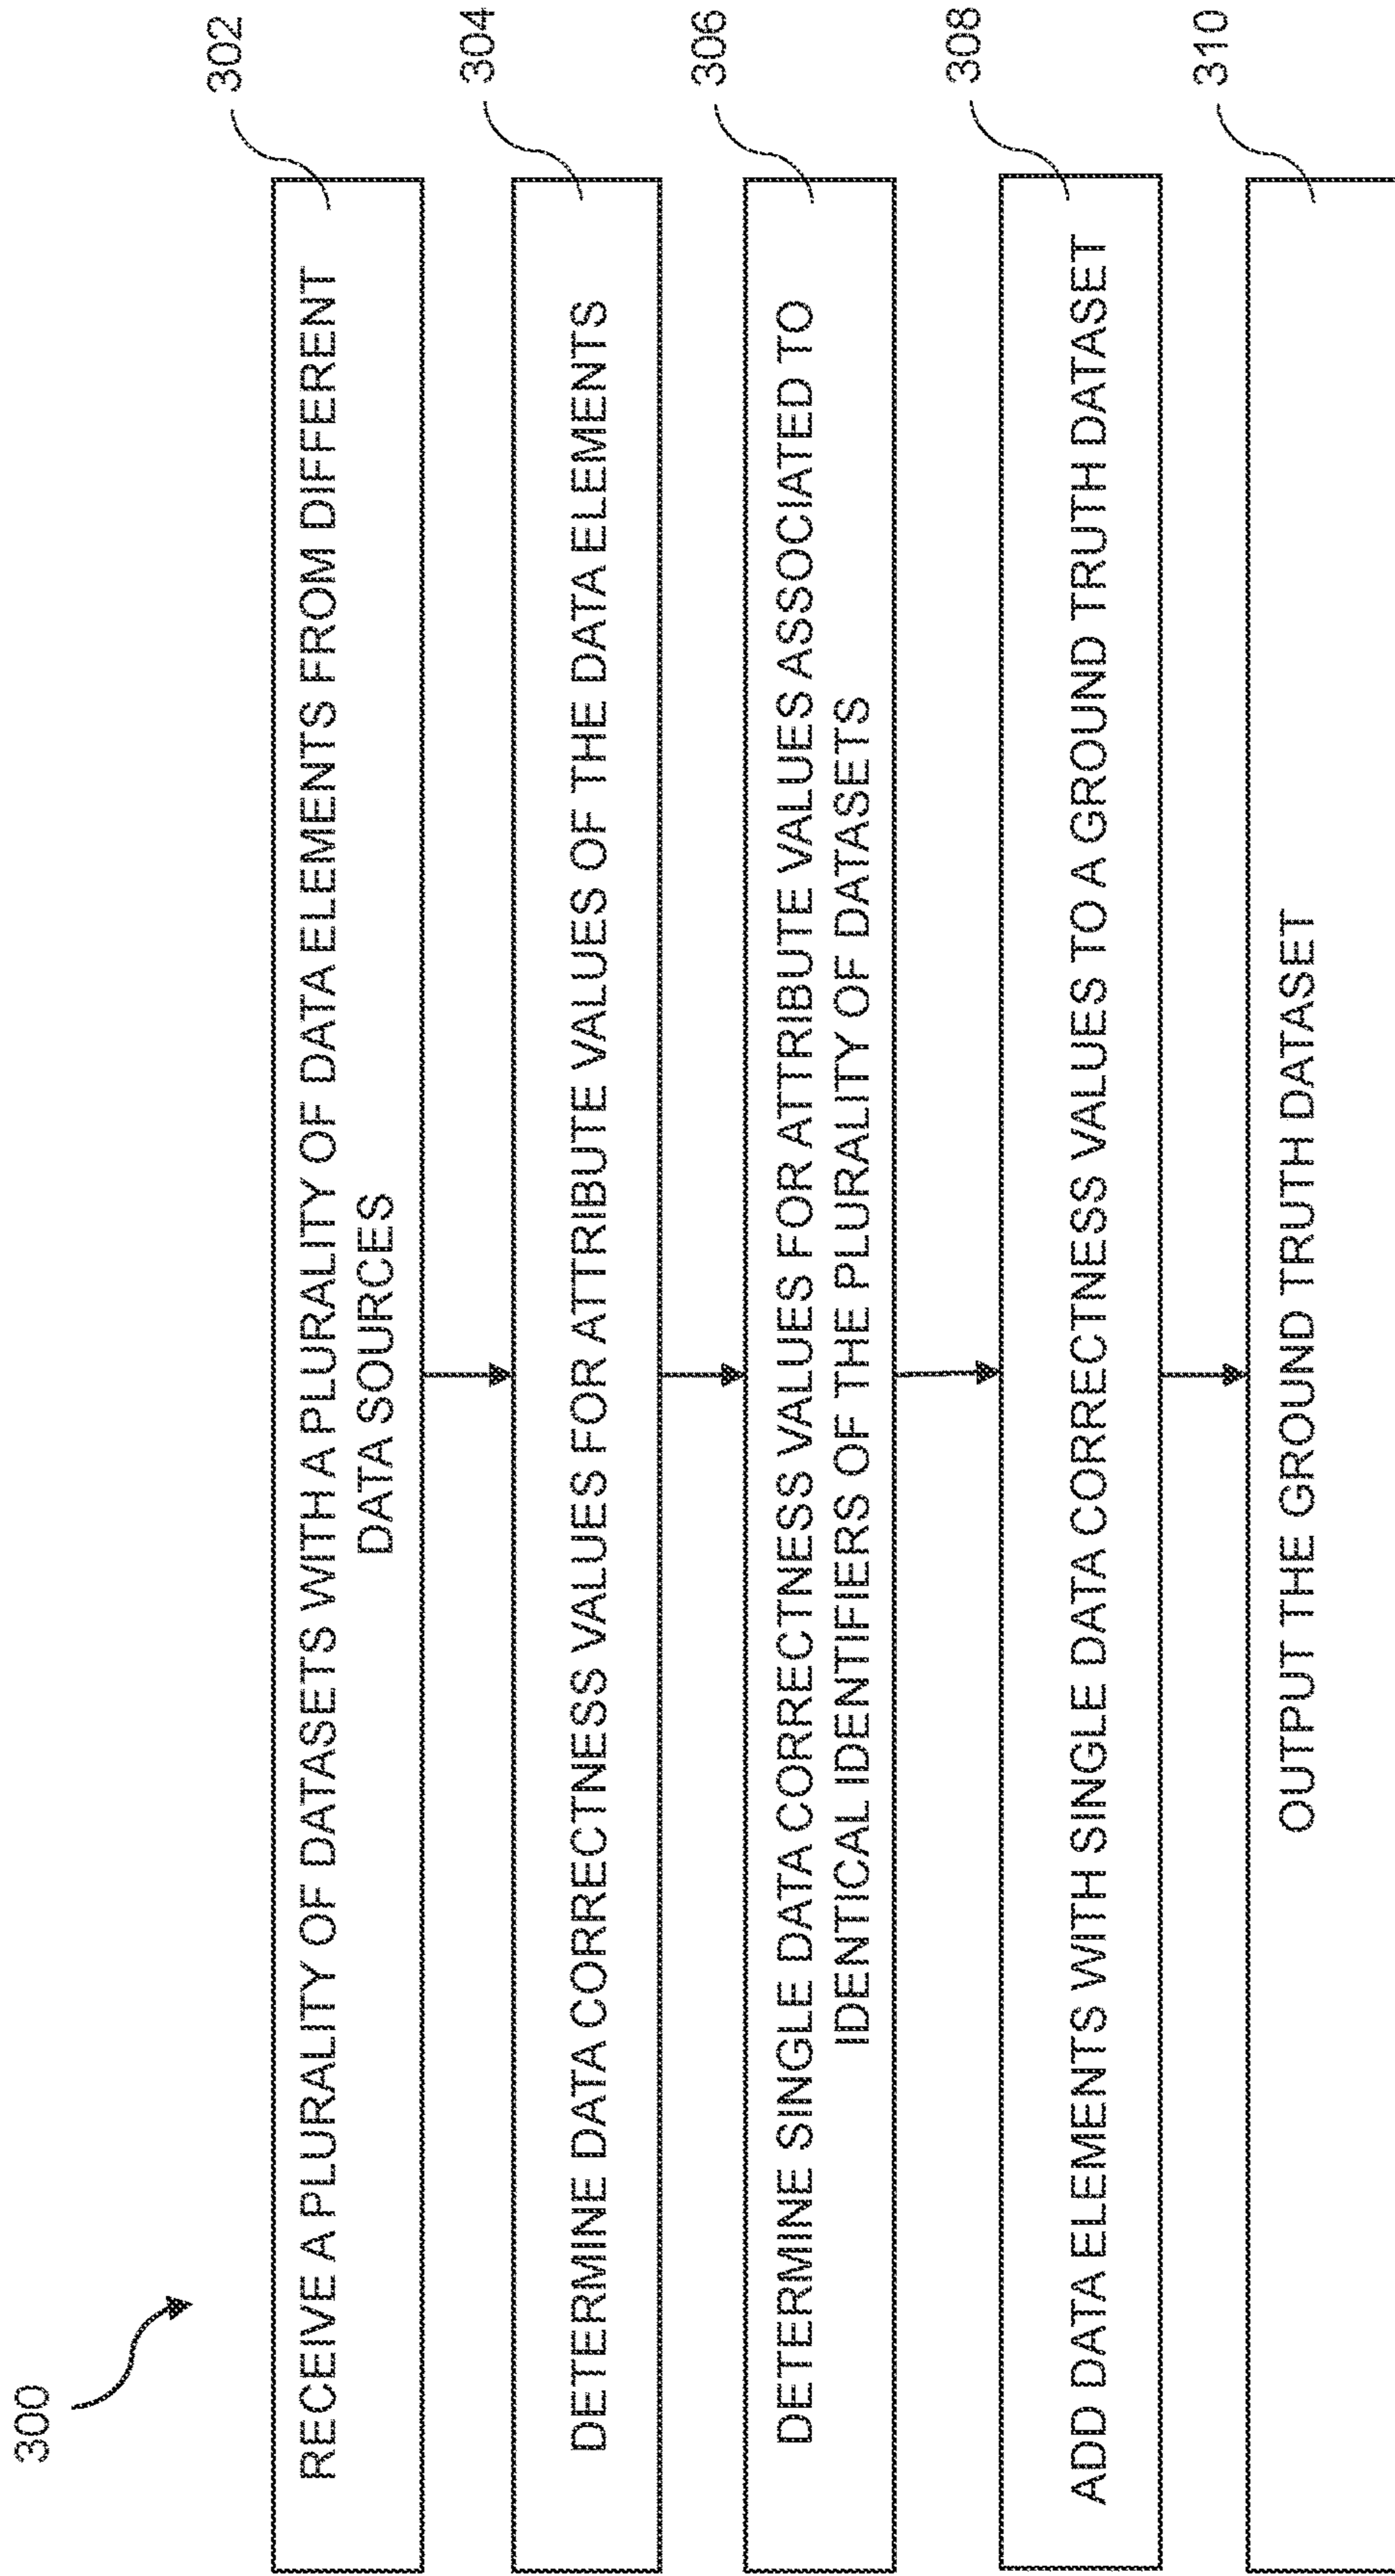 300
302
RECEIVE A PLURALITY OF DATASETS WITH A PLURALITY OF DATA ELEMENTS FROM DIFFERENT
DATA SOURCES
304
DETERMINE DATA CORRECTNESS VALUES FOR ATTRIBUTE VALUES OF THE DATA ELEMENTS
306
DETERMINE SINGLE DATA CORRECTNESS VALUES FOR ATTRIBUTE VALUES ASSOCIATED TO
IDENTICAL IDENTIFIERS OF THE PLURALITY OF DATASETS
308
ADD DATA ELEMENTS WITH SINGLE DATA CORRECTNESS VALUES TO A GROUND TRUTH DATASET
310
OUTPUT THE GROUND TRUTH DATASET